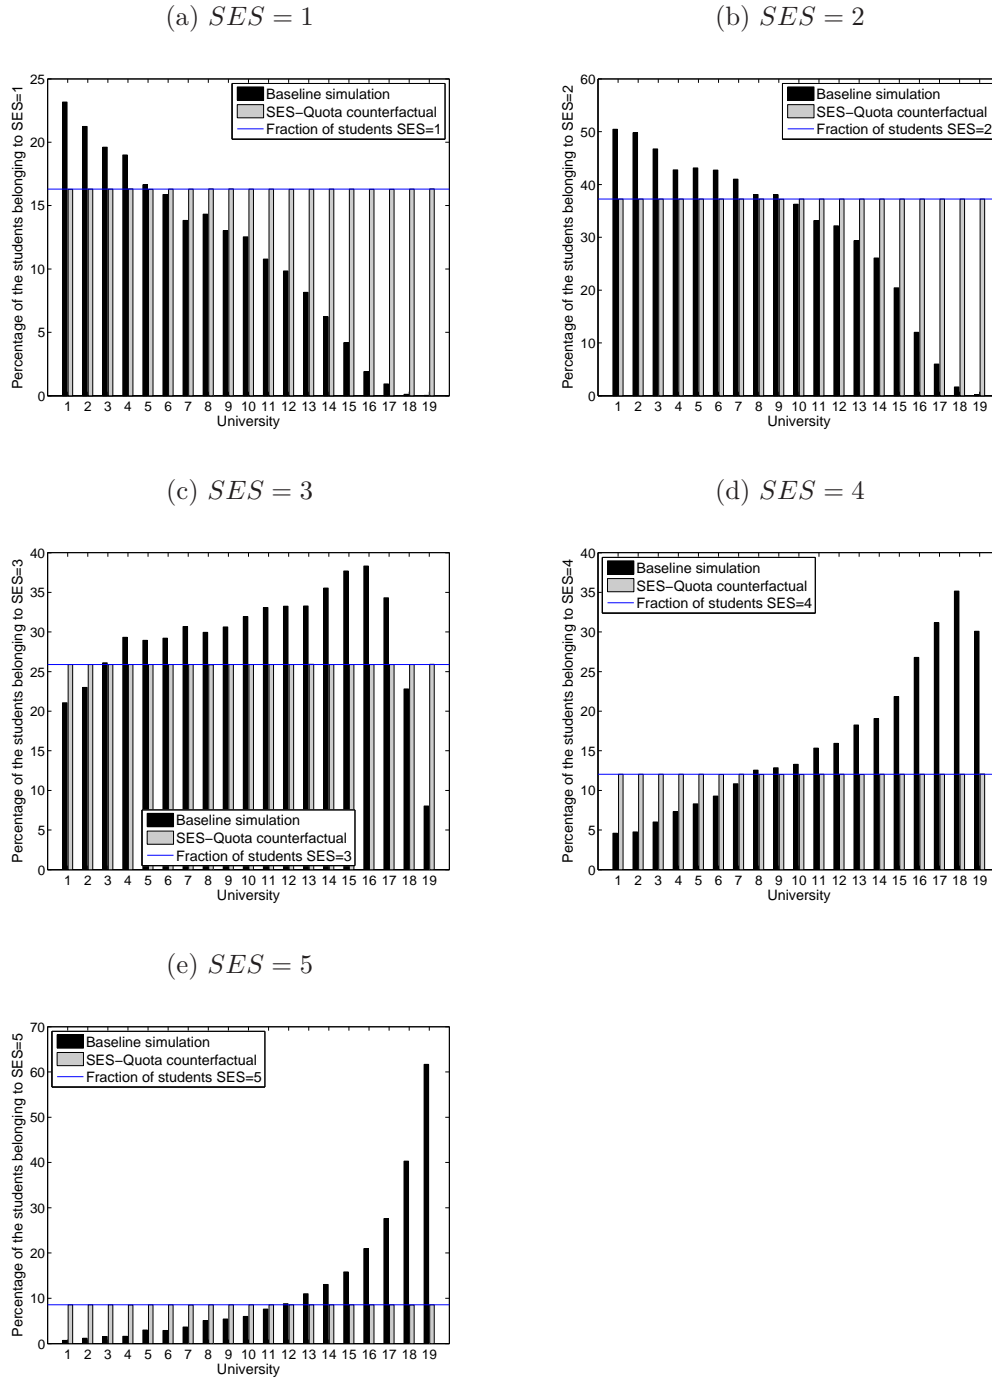 (a) SES = 1
Percentage of the students belonging to SES=1
25
20
15
10
5
0
Baseline simulation
SES−Quota counterfactual
Fraction of students SES=1
1 2 3 4 5 6 7 8 9 10 11 12 13 14 15 16 17 18 19
University
(b) SES = 2
Percentage of the students belonging to SES=2
60
50
40
30
20
10
0
Baseline simulation
SES−Quota counterfactual
Fraction of students SES=2
1 2 3 4 5 6 7 8 9 10 11 12 13 14 15 16 17 18 19
University
(c) SES = 3
Percentage of the students belonging to SES=3
40
35
30
25
20
15
10
5
0
Baseline simulation
SES−Quota counterfactual
Fraction of students SES=3
1 2 3 4 5 6 7 8 9 10 11 12 13 14 15 16 17 18 19
University
(d) SES = 4
Percentage of the students belonging to SES=4
40
35
30
25
20
15
10
5
0
Baseline simulation
SES−Quota counterfactual
Fraction of students SES=4
1 2 3 4 5 6 7 8 9 10 11 12 13 14 15 16 17 18 19
University
(e) SES = 5
Percentage of the students belonging to SES=5
70
60
50
40
30
20
10
0
Baseline simulation
SES−Quota counterfactual
Fraction of students SES=5
1 2 3 4 5 6 7 8 9 10 11 12 13 14 15 16 17 18 19
University